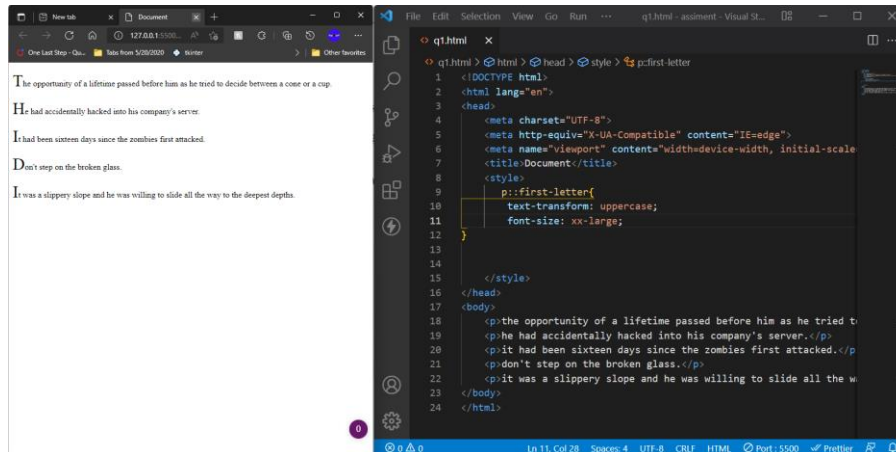 New tab
Document
127.0.0.1:5500...
One Last Step - Qu...
Tabs from 5/28/2020
tkinter
Other favorites
The opportunity of a lifetime passed before him as he tried to decide between a cone or a cup.
He had accidentally hacked into his company's server.
It had been sixteen days since the zombies first attacked.
Don't step on the broken glass.
It was a slippery slope and he was willing to slide all the way to the deepest depths.
0
File Edit Selection View Go Run ··· q1.html - assiment - Visual St...
q1.html
q1.html > html > head > style > p::first-letter
1 <!DOCTYPE html>
2 <html lang="en">
3 <head>
4 <meta charset="UTF-8">
5 <meta http-equiv="X-UA-Compatible" content="IE=edge">
6 <meta name="viewport" content="width=device-width, initial-scale
7 <title>Document</title>
8 <style>
9 p::first-letter{
10 text-transform: uppercase;
11 font-size: xx-large;
12 }
13
14
15 </style>
16 </head>
17 <body>
18 <p>the opportunity of a lifetime passed before him as he tried t
19 <p>he had accidentally hacked into his company's server.</p>
20 <p>it had been sixteen days since the zombies first attacked.</p
21 <p>don't step on the broken glass.</p>
22 <p>it was a slippery slope and he was willing to slide all the w
23 </body>
24 </html>
0 0 Ln 11, Col 28 Spaces: 4 UTF-8 CRLF HTML Port : 5500 Prettier